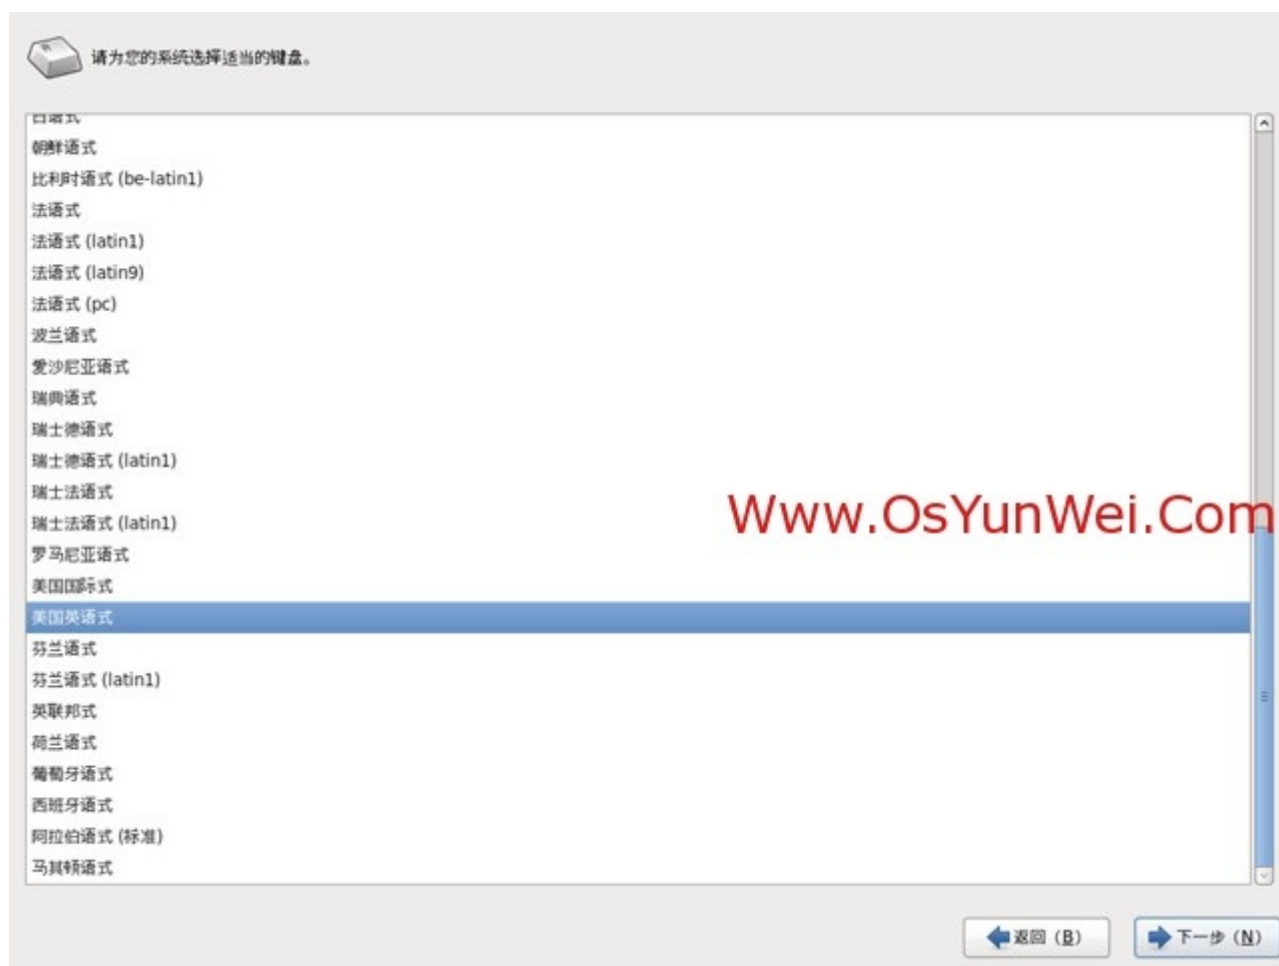 请为您的系统选择适当的键盘。
日语式
朝鲜语式
比利时语式 (be-latin1)
法语式
法语式 (latin1)
法语式 (latin9)
法语式 (pc)
波兰语式
爱沙尼亚语式
瑞典语式
瑞士德语式
瑞士德语式 (latin1)
瑞士法语式
瑞士法语式 (latin1)
Www.OsYunWei.Com
罗马尼亚语式
美国国际式
美国英语式
芬兰语式
芬兰语式 (latin1)
英联邦式
荷兰语式
葡萄牙语式
西班牙语式
阿拉伯语式 (标准)
马其顿语式
返回 (B) 下一步 (N)